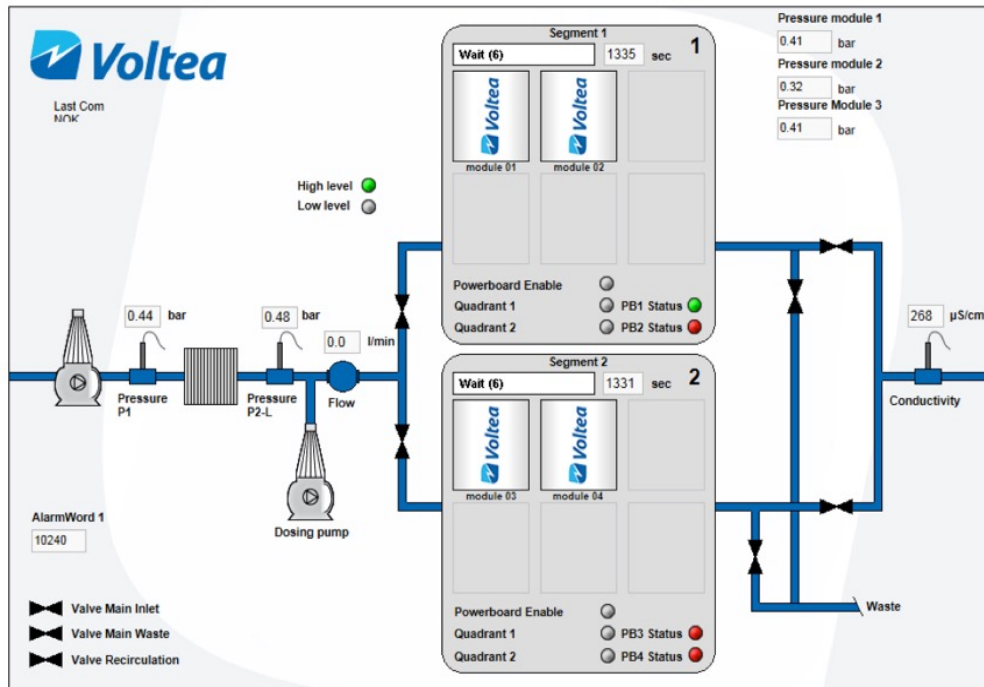 Voltea
Last Com
NOK
Segment 1
1
Wait (6)
1335 sec
Voltea
Voltea
module 01
module 02
Pressure module 1
0.41 bar
Pressure module 2
0.32 bar
Pressure Module 3
0.41 bar
High level
Low level
Powerboard Enable
Quadrant 1
PB1 Status
Quadrant 2
PB2 Status
0.44 bar
0.48 bar
0.0 l/min
268 µS/cm
Pressure
P1
Pressure
P2-L
Flow
Conductivity
Segment 2
2
Wait (6)
1331 sec
Voltea
Voltea
module 03
module 04
Dosing pump
AlarmWord 1
10240
Valve Main Inlet
Valve Main Waste
Valve Recirculation
Powerboard Enable
Quadrant 1
PB3 Status
Quadrant 2
PB4 Status
Waste